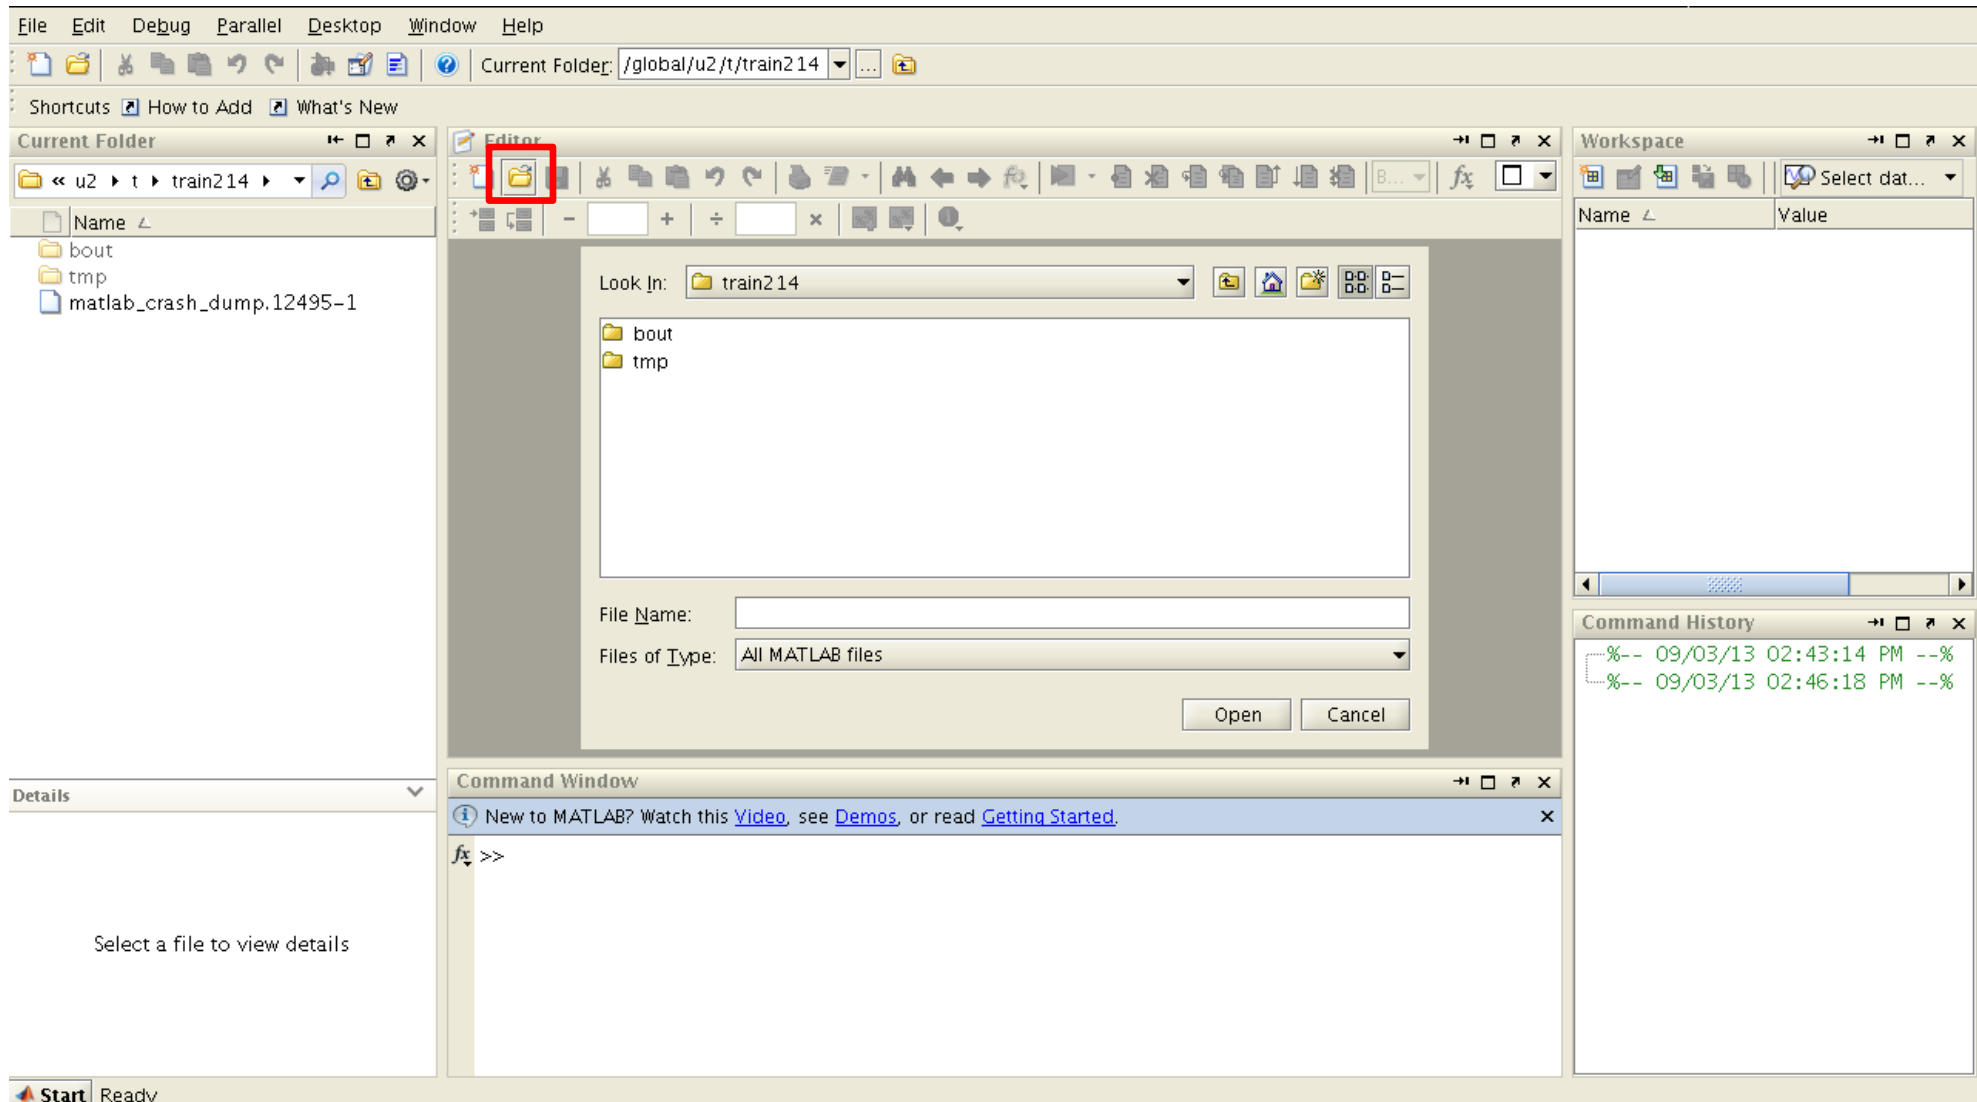 File Edit Debug Parallel Desktop Window Help
Current Folder: /global/u2/t/train214 ...
Shortcuts How to Add What's New
Current Folder
« u2 t train214
Name
bout
tmp
matlab_crash_dump.12495-1
Details
Select a file to view details
Editor
B... fx
- + ÷ ×
Look In: train214
bout
tmp
File Name:
Files of Type: All MATLAB files
Open Cancel
Command Window
New to MATLAB? Watch this Video, see Demos, or read Getting Started.
fx >>
Workspace
Select dat...
Name Value
Command History
%-- 09/03/13 02:43:14 PM --%
%-- 09/03/13 02:46:18 PM --%
Start Ready